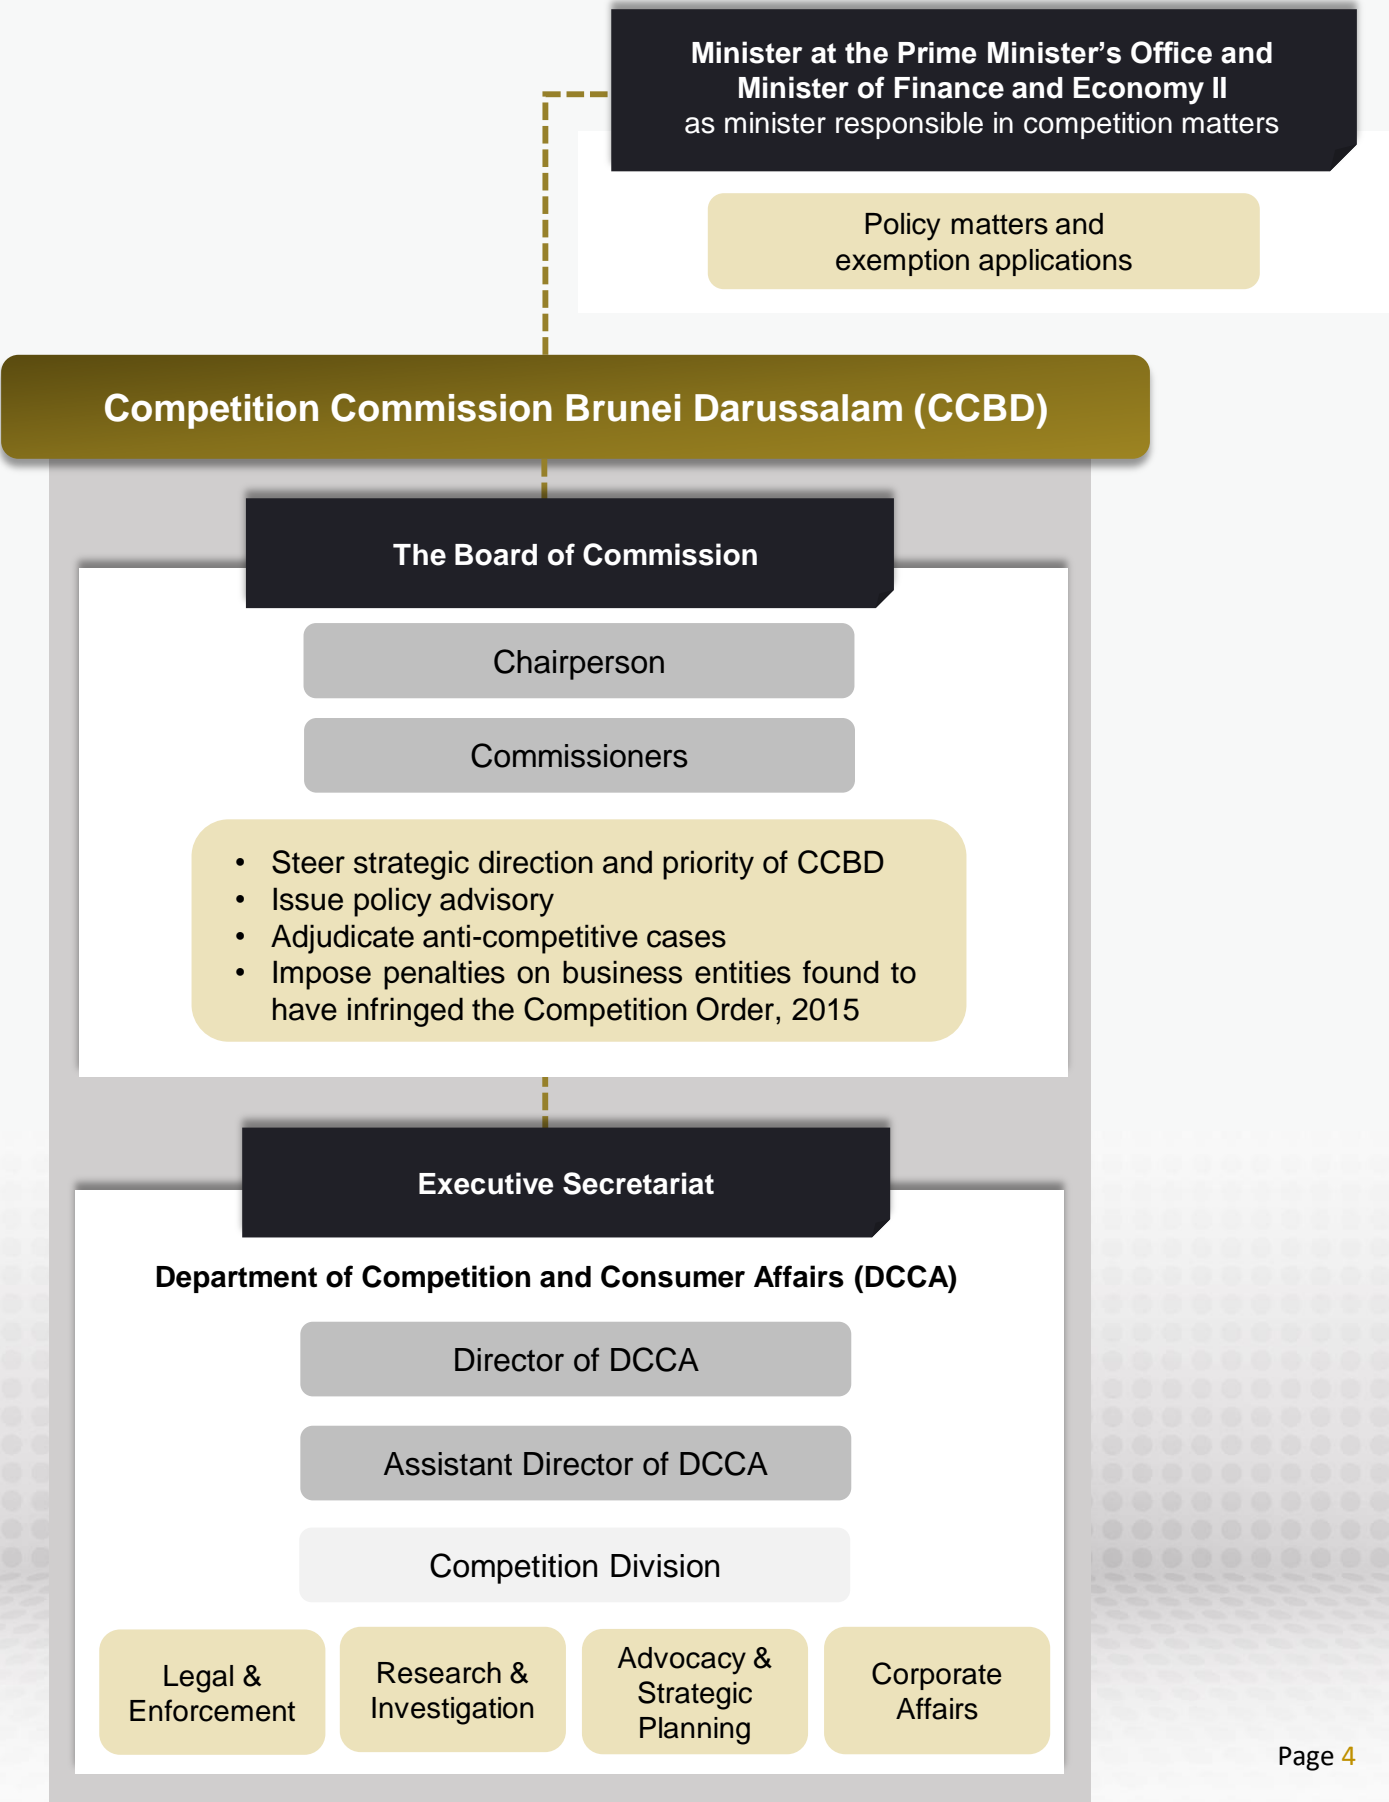 Minister at the Prime Minister’s Office and
Minister of Finance and Economy II
as minister responsible in competition matters
Policy matters and
exemption applications
Competition Commission Brunei Darussalam (CCBD)
The Board of Commission
Chairperson
Commissioners
• Steer strategic direction and priority of CCBD
• Issue policy advisory
• Adjudicate anti-competitive cases
• Impose penalties on business entities found to
have infringed the Competition Order, 2015
Executive Secretariat
Department of Competition and Consumer Affairs (DCCA)
Director of DCCA
Assistant Director of DCCA
Competition Division
Legal &
Enforcement
Research &
Investigation
Advocacy &
Strategic
Planning
Corporate
Affairs
Page 4